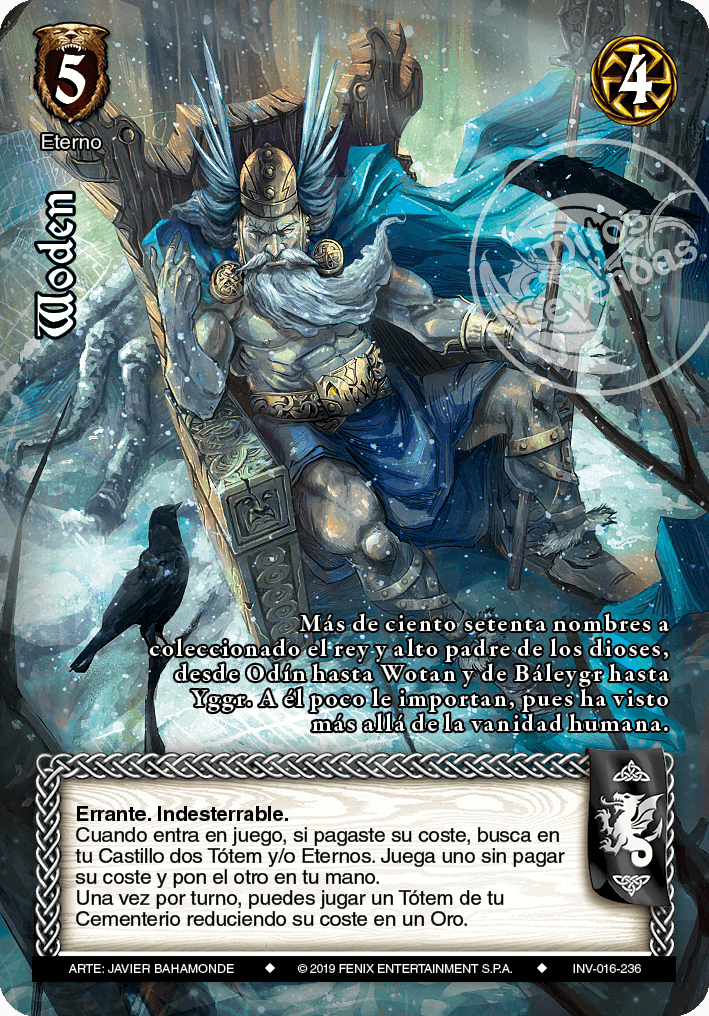 5
4
Eterno
Woden
Mitos
y
Leyendas
Más de ciento setenta nombres a
coleccionado el rey y alto padre de los dioses,
desde Odín hasta Wotan y de Báleygr hasta
Yggr. A él poco le importan, pues ha visto
más allá de la vanidad humana.
Errante. Indesterrable.
Cuando entra en juego, si pagaste su coste, busca en
tu Castillo dos Tótem y/o Eternos. Juega uno sin pagar
su coste y pon el otro en tu mano.
Una vez por turno, puedes jugar un Tótem de tu
Cementerio reduciendo su coste en un Oro.
ARTE: JAVIER BAHAMONDE ◆ © 2019 FENIX ENTERTAINMENT S.P.A. ◆ INV-016-236